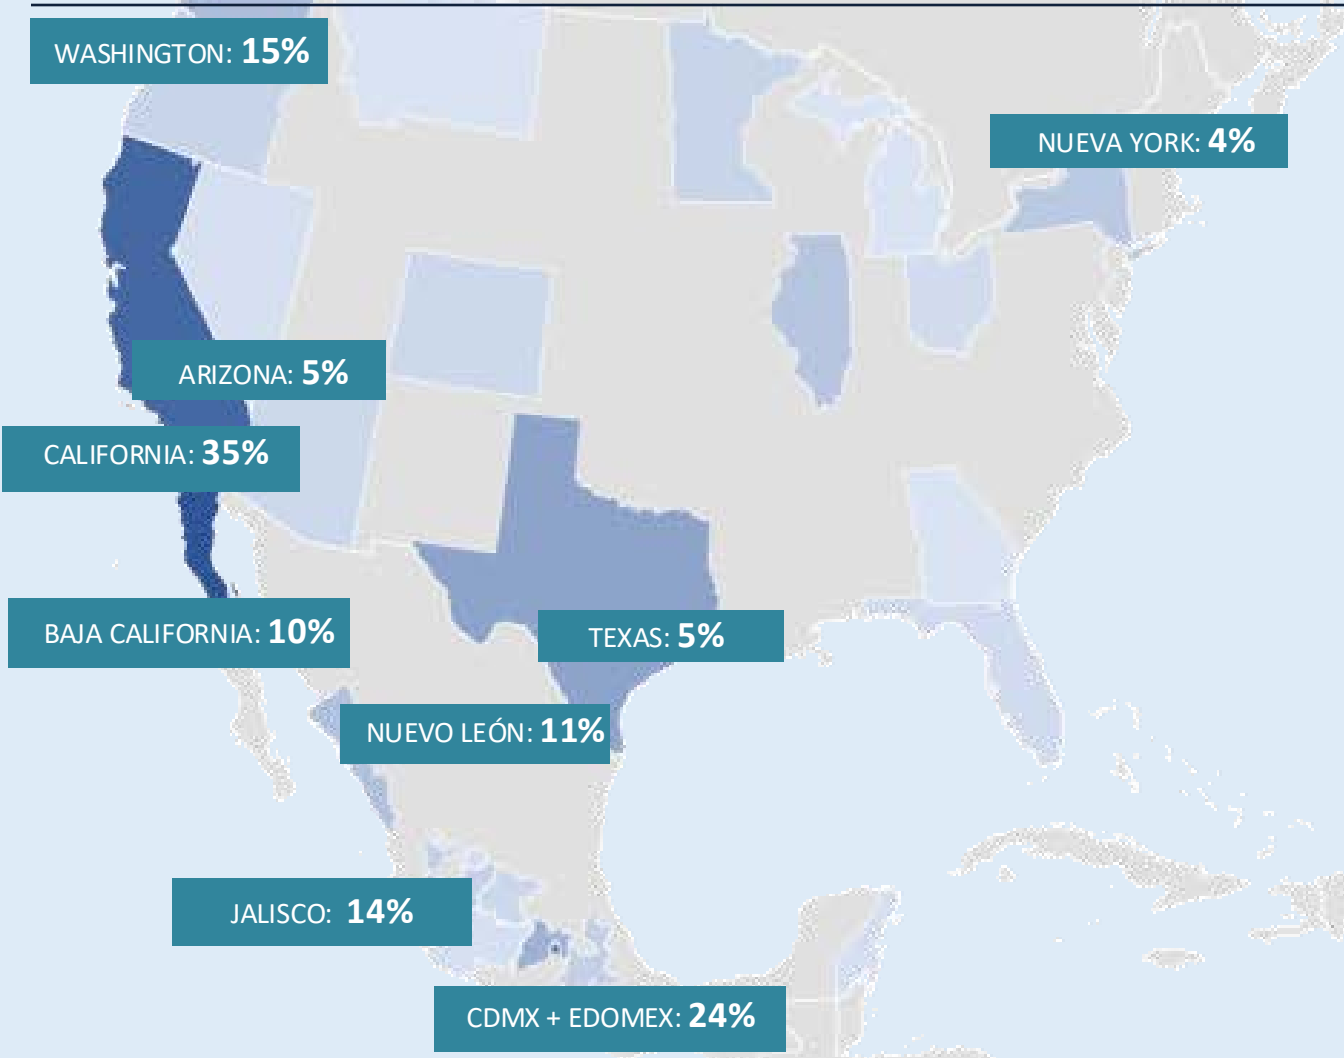 WASHINGTON: 15%
NUEVA YORK: 4%
ARIZONA: 5%
CALIFORNIA: 35%
BAJA CALIFORNIA: 10%
TEXAS: 5%
NUEVO LEÓN: 11%
JALISCO: 14%
CDMX + EDOMEX: 24%